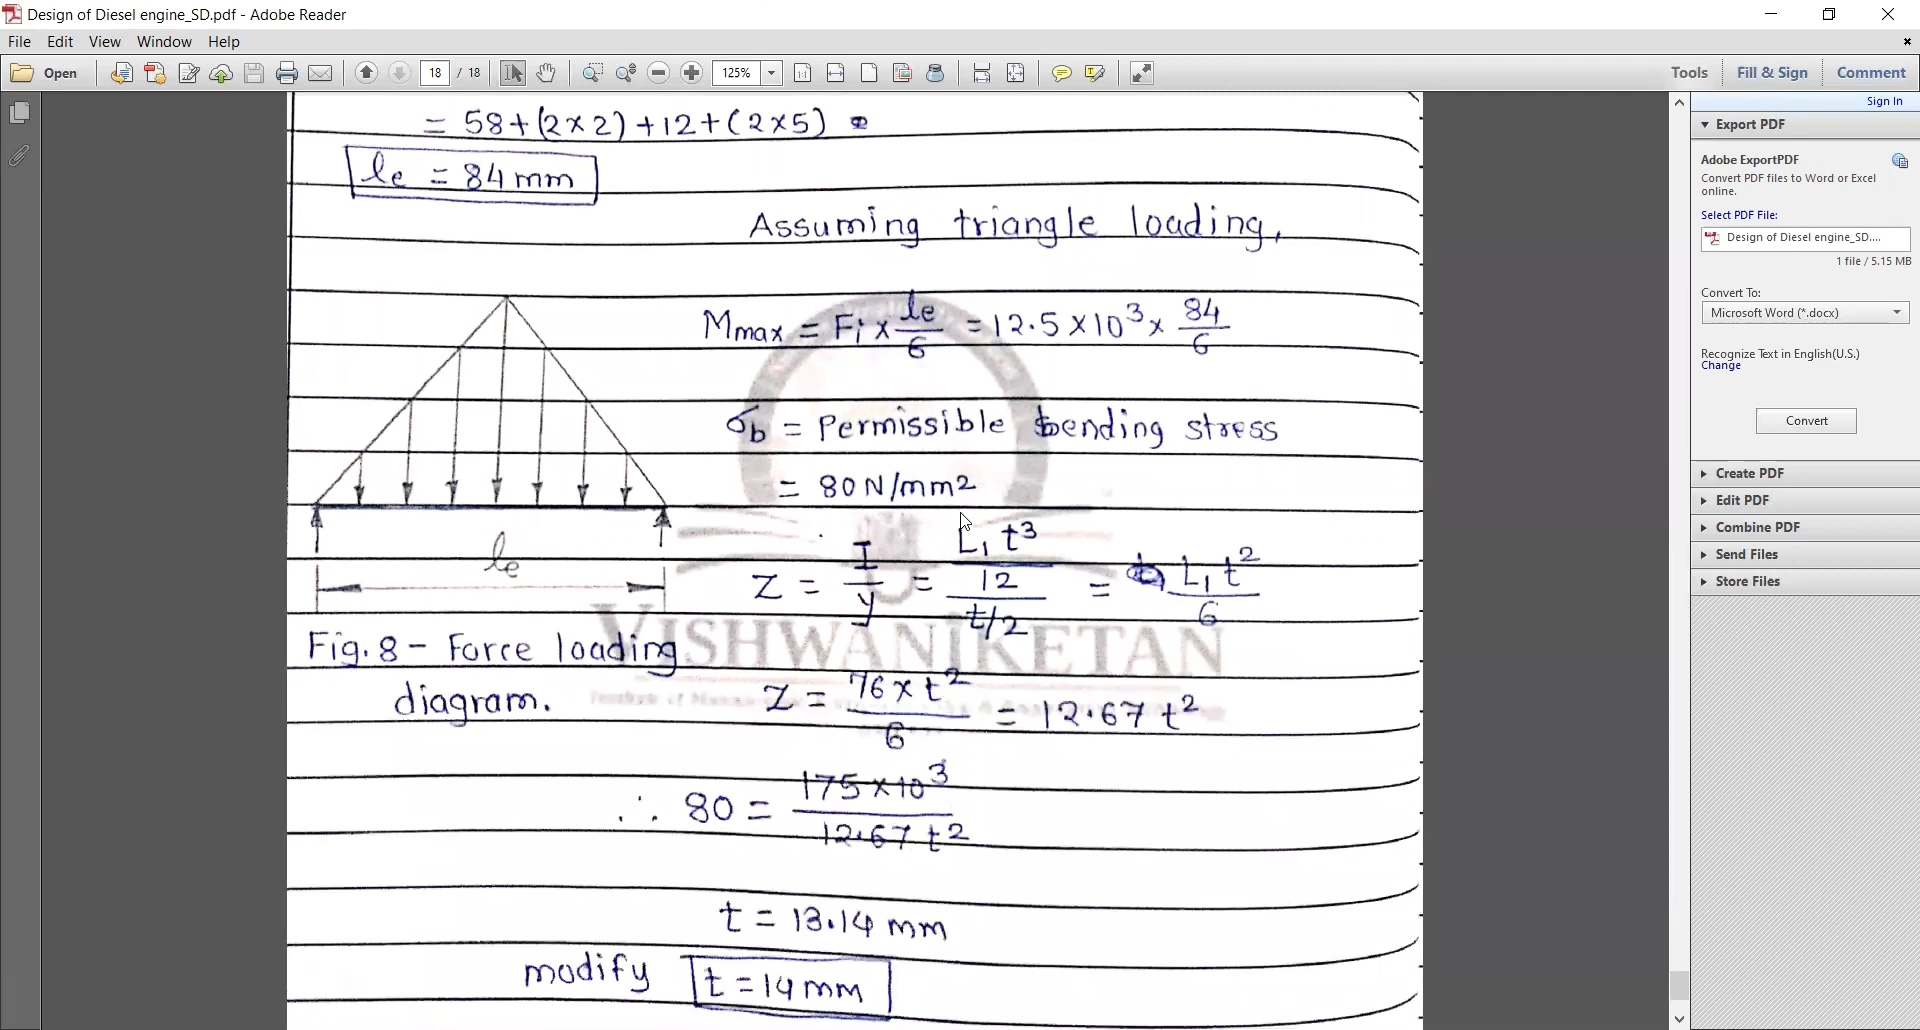 Design of Diesel engine_SD.pdf - Adobe Reader
File Edit View Window Help
Open 18 / 18 125% Tools Fill & Sign Comment
Sign In
= 58+(2×2)+12+(2×5)
le = 84mm
Assuming triangle loading,
Mmax = Fi × le/6 = 12.5×10³× 84/6
σb = Permissible bending stress
= 80N/mm2
Z = I/y = (L₁ t³/12)/(t/2) = L₁ t²/6
le
Fig.8 - Force loading
diagram.
Z = 76×t²/6 = 12.67 t²
∴ 80 = 175×10³/12.67 t²
t = 13.14 mm
modify t = 14mm
VISHWANIKETAN
Export PDF
Adobe ExportPDF
Convert PDF files to Word or Excel
online.
Select PDF File:
Design of Diesel engine_SD....
1 file / 5.15 MB
Convert To:
Microsoft Word (*.docx)
Recognize Text in English(U.S.)
Change
Convert
Create PDF
Edit PDF
Combine PDF
Send Files
Store Files